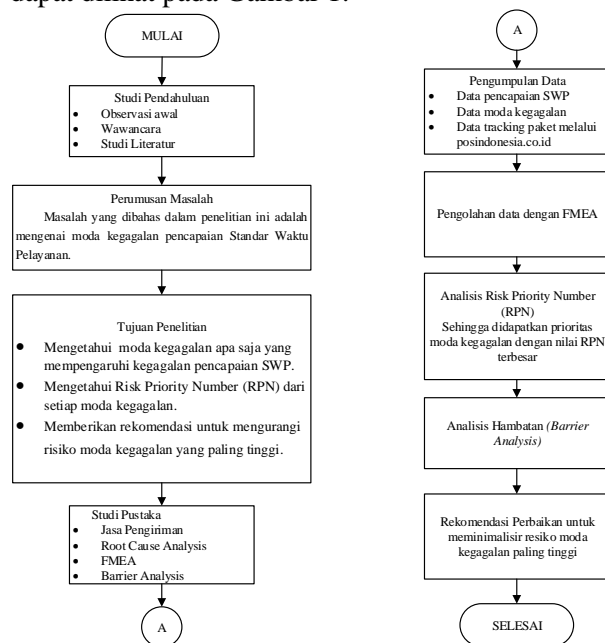 dapat dilihat pada Gambar 1.
MULAI
Studi Pendahuluan
• Observasi awal
• Wawancara
• Studi Literatur
Perumusan Masalah
Masalah yang dibahas dalam penelitian ini adalah
mengenai moda kegagalan pencapaian Standar Waktu
Pelayanan.
Tujuan Penelitian
• Mengetahui moda kegagalan apa saja yang
mempengaruhi kegagalan pencapaian SWP.
• Mengetahui Risk Priority Number (RPN) dari
setiap moda kegagalan.
• Memberikan rekomendasi untuk mengurangi
risiko moda kegagalan yang paling tinggi.
Studi Pustaka
• Jasa Pengiriman
• Root Cause Analysis
• FMEA
• Barrier Analysis
A
A
Pengumpulan Data
• Data pencapaian SWP
• Data moda kegagalan
• Data tracking paket melalui
posindonesia.co.id
Pengolahan data dengan FMEA
Analisis Risk Priority Number
(RPN)
Sehingga didapatkan prioritas
moda kegagalan dengan nilai RPN
terbesar
Analisis Hambatan (Barrier
Analysis)
Rekomendasi Perbaikan untuk
meminimalisir resiko moda
kegagalan paling tinggi
SELESAI